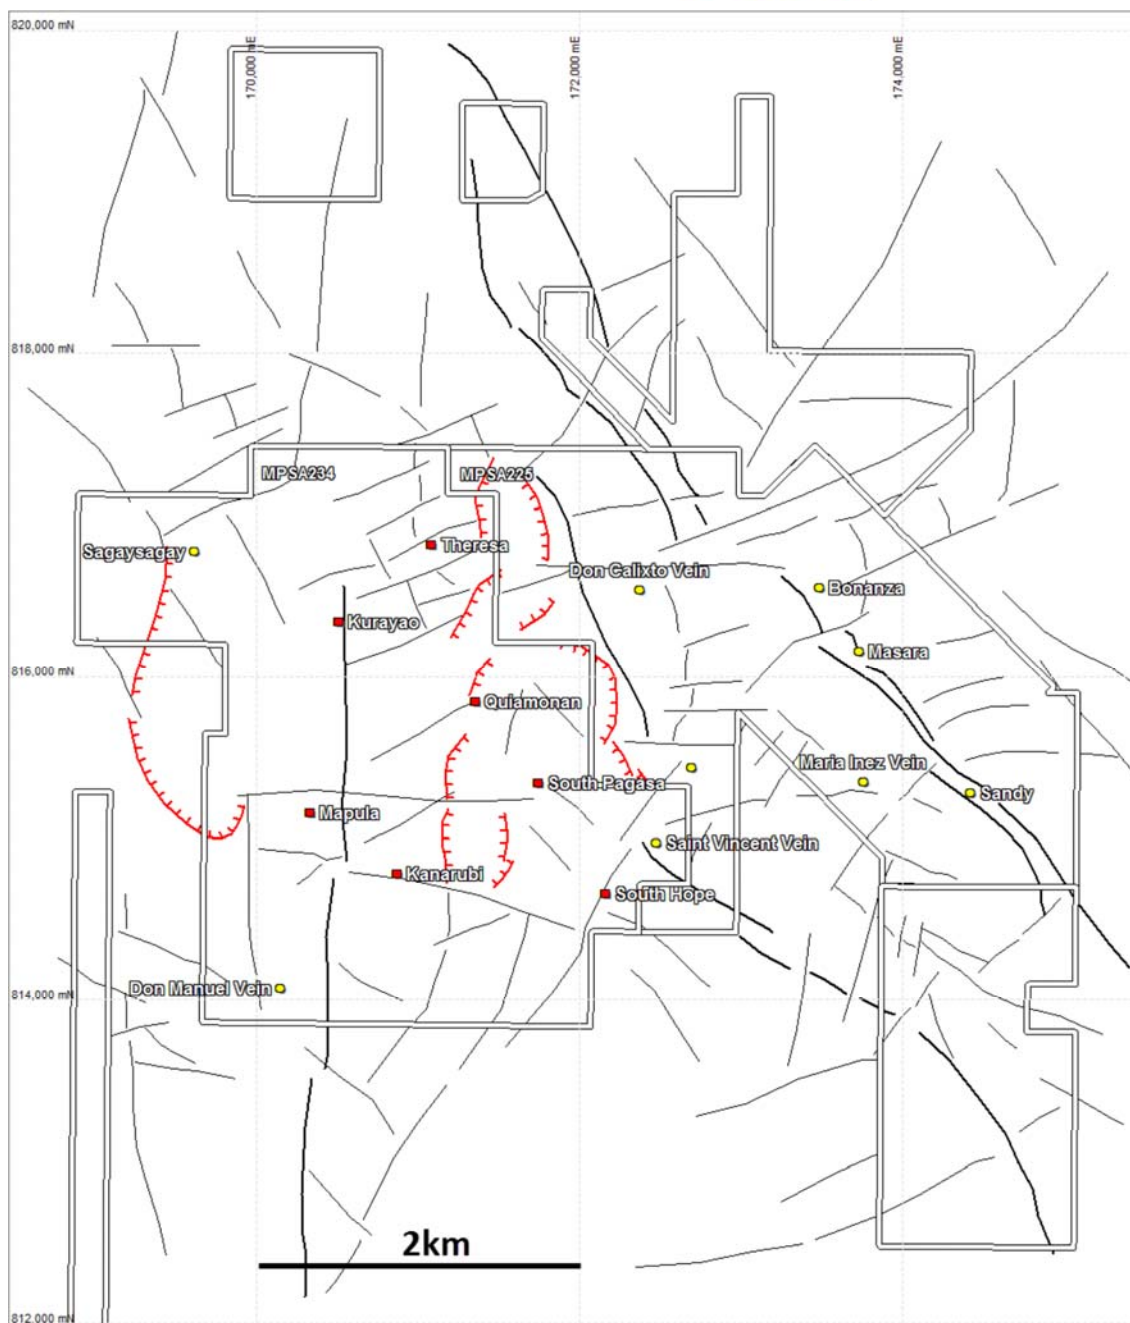 820,000 mN
170,000 mE
172,000 mE
174,000 mE
818,000 mN
MPSA234
MPSA225
Sagaysagay
Theresa
Don Calixto Vein
Bonanza
Kurayao
Masara
816,000 mN
Quiamonan
South Pagasa
Maria Inez Vein
Sandy
Mapula
Saint Vincent Vein
Kanarubi
South Hope
Don Manuel Vein
814,000 mN
2km
812,000 mN